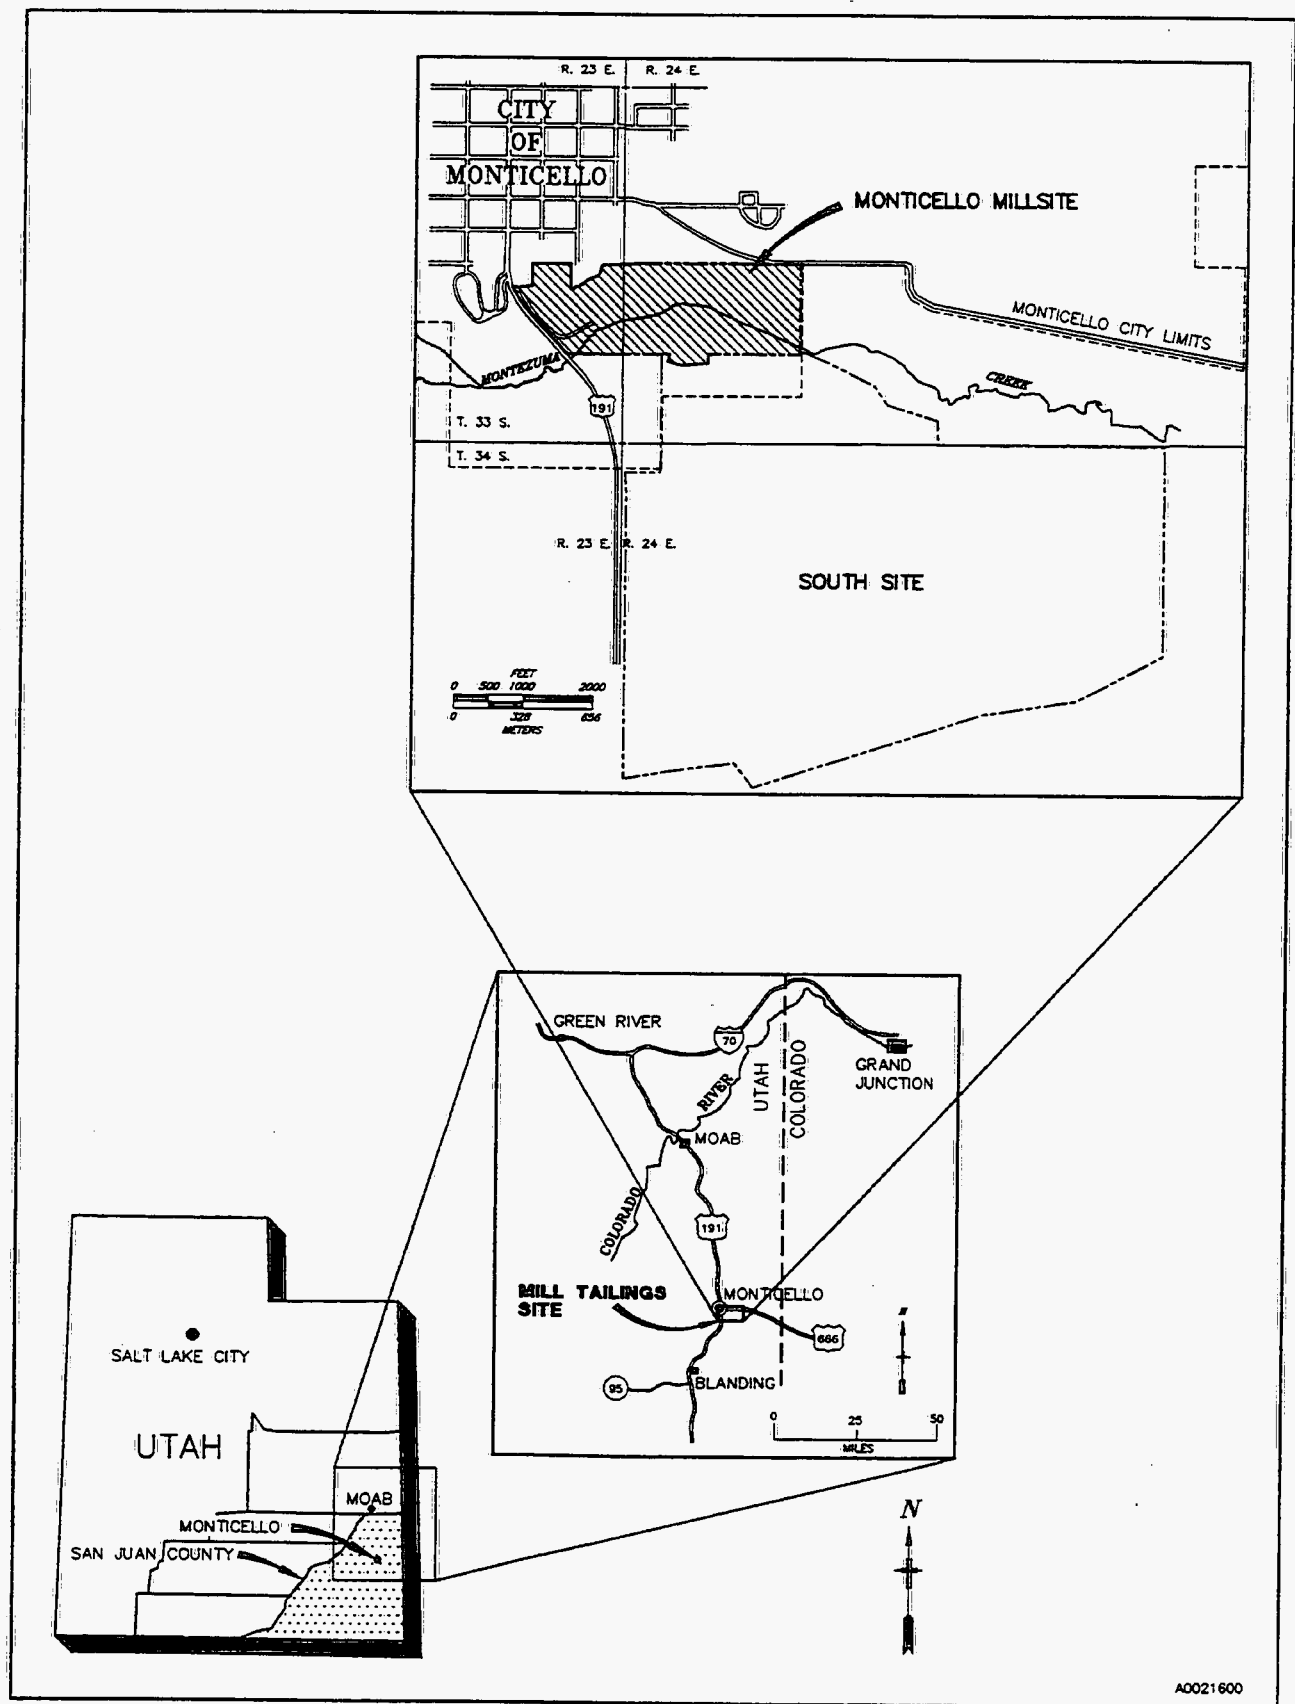 R. 23 E. R. 24 E.
CITY
OF
MONTICELLO
MONTICELLO MILLSITE
MONTICELLO CITY LIMITS
MONTEZUMA
CREEK
191
T. 33 S.
T. 34 S.
R. 23 E. R. 24 E.
SOUTH SITE
FEET
0 500 1000 2000
0 328 656
METERS
GREEN RIVER
70
GRAND
JUNCTION
UTAH
COLORADO
COLORADO RIVER
MOAB
191
MILL TAILINGS
SITE
MONTICELLO
666
95
BLANDING
0 25 50
MILES
SALT LAKE CITY
UTAH
MOAB
MONTICELLO
SAN JUAN COUNTY
N
A0021600